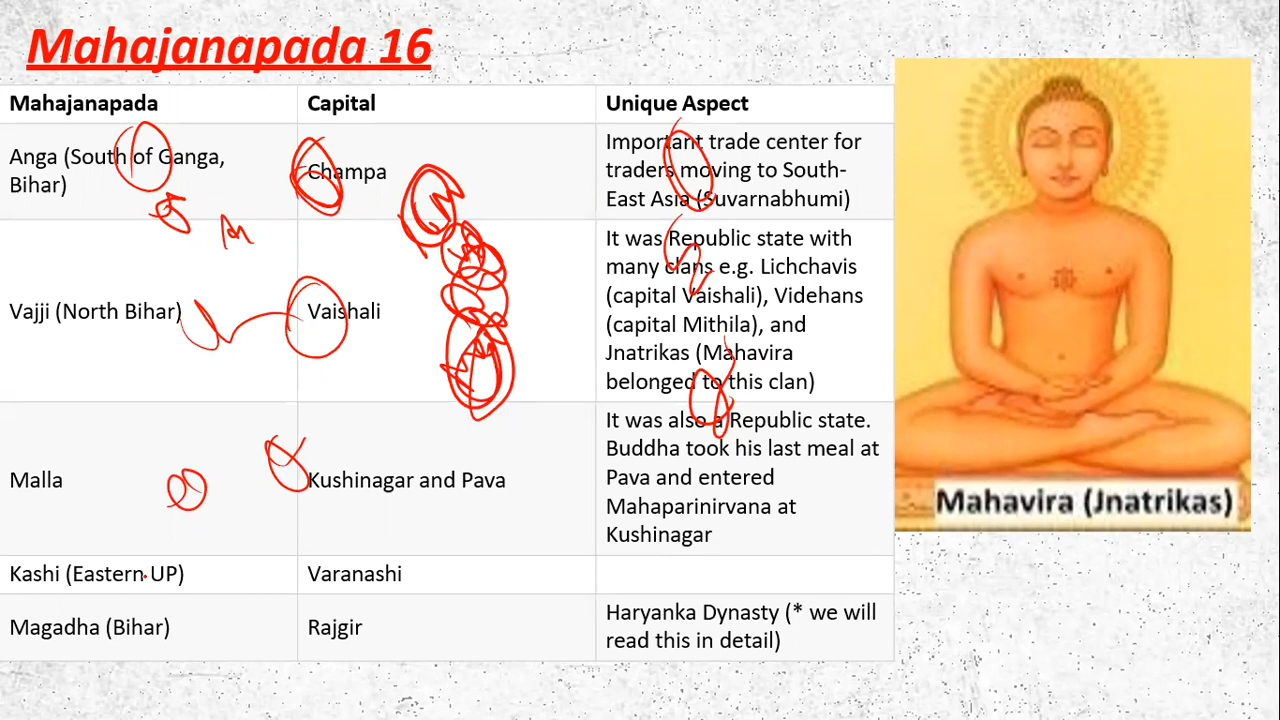 Mahajanapada 16
Mahajanapada
Capital
Unique Aspect
Anga (South of Ganga,
Bihar)
Champa
Important trade center for
traders moving to South-
East Asia (Suvarnabhumi)
Vajji (North Bihar)
Vaishali
It was Republic state with
many clans e.g. Lichchavis
(capital Vaishali), Videhans
(capital Mithila), and
Jnatrikas (Mahavira
belonged to this clan)
Malla
Kushinagar and Pava
It was also a Republic state.
Buddha took his last meal at
Pava and entered
Mahaparinirvana at
Kushinagar
Kashi (Eastern UP)
Varanashi
Magadha (Bihar)
Rajgir
Haryanka Dynasty (* we will
read this in detail)
Mahavira (Jnatrikas)